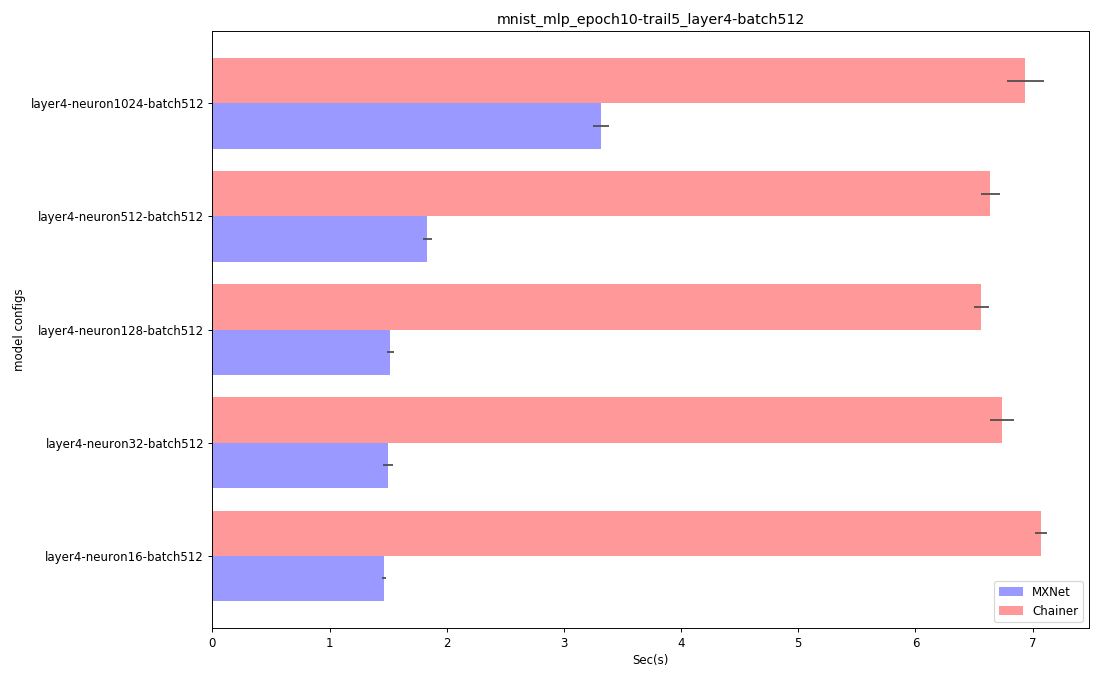 mnist_mlp_epoch10-trail5_layer4-batch512
model configs
layer4-neuron1024-batch512
layer4-neuron512-batch512
layer4-neuron128-batch512
layer4-neuron32-batch512
layer4-neuron16-batch512
MXNet
Chainer
0 1 2 3 4 5 6 7
Sec(s)